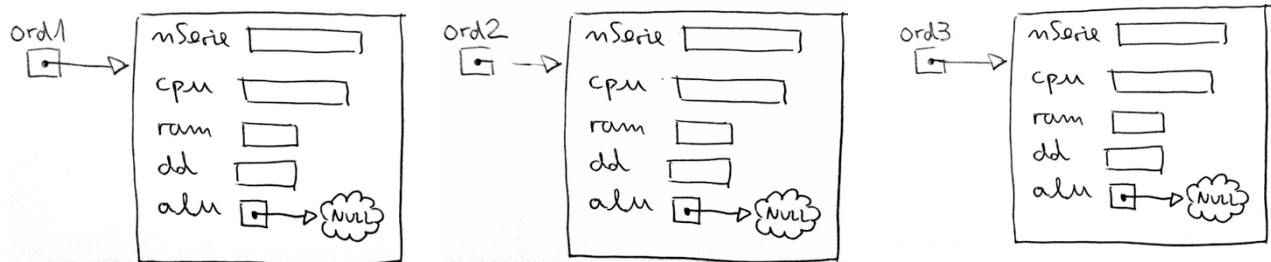 ord1
nSerie
cpu
ram
dd
alu NULL
ord2
nSerie
cpu
ram
dd
alu NULL
ord3
nSerie
cpu
ram
dd
alu NULL